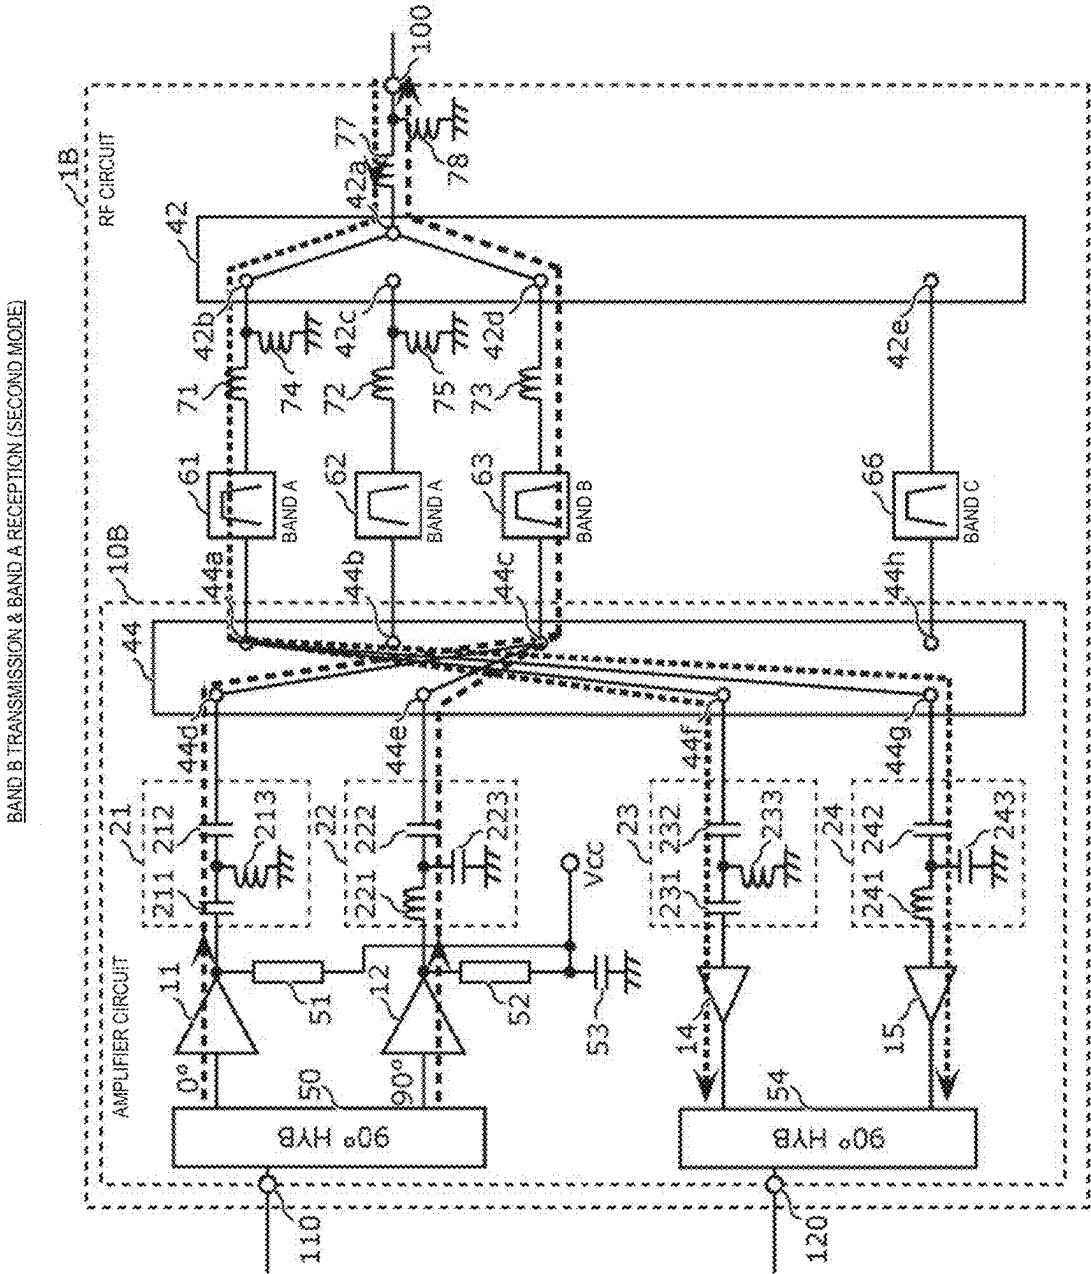 BAND B TRANSMISSION & BAND A RECEPTION (SECOND MODE)
1B
RF CIRCUIT
10B
AMPLIFIER CIRCUIT
110
90° HYB
50
0°
90°
11
12
51
52
53
Vcc
21
211
212
213
22
221
222
223
44
44d
44e
44f
44g
44a
44b
44c
44h
61
BAND A
62
BAND A
63
BAND B
66
BAND C
71
74
72
75
73
42
42b
42c
42d
42e
42a
77
78
100
120
90° HYB
54
14
15
23
231
232
233
24
241
242
243